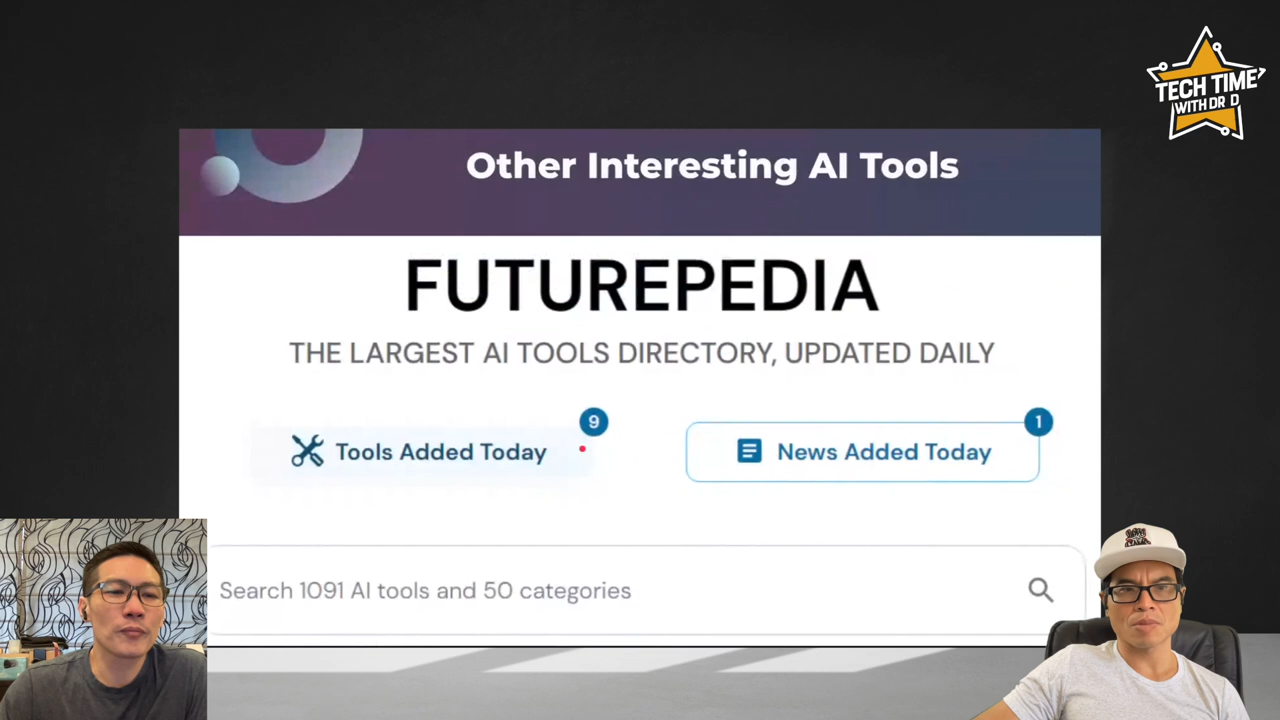 TECH TIME
WITH DR D
Other Interesting AI Tools
FUTUREPEDIA
THE LARGEST AI TOOLS DIRECTORY, UPDATED DAILY
9
Tools Added Today
1
News Added Today
Search 1091 AI tools and 50 categories